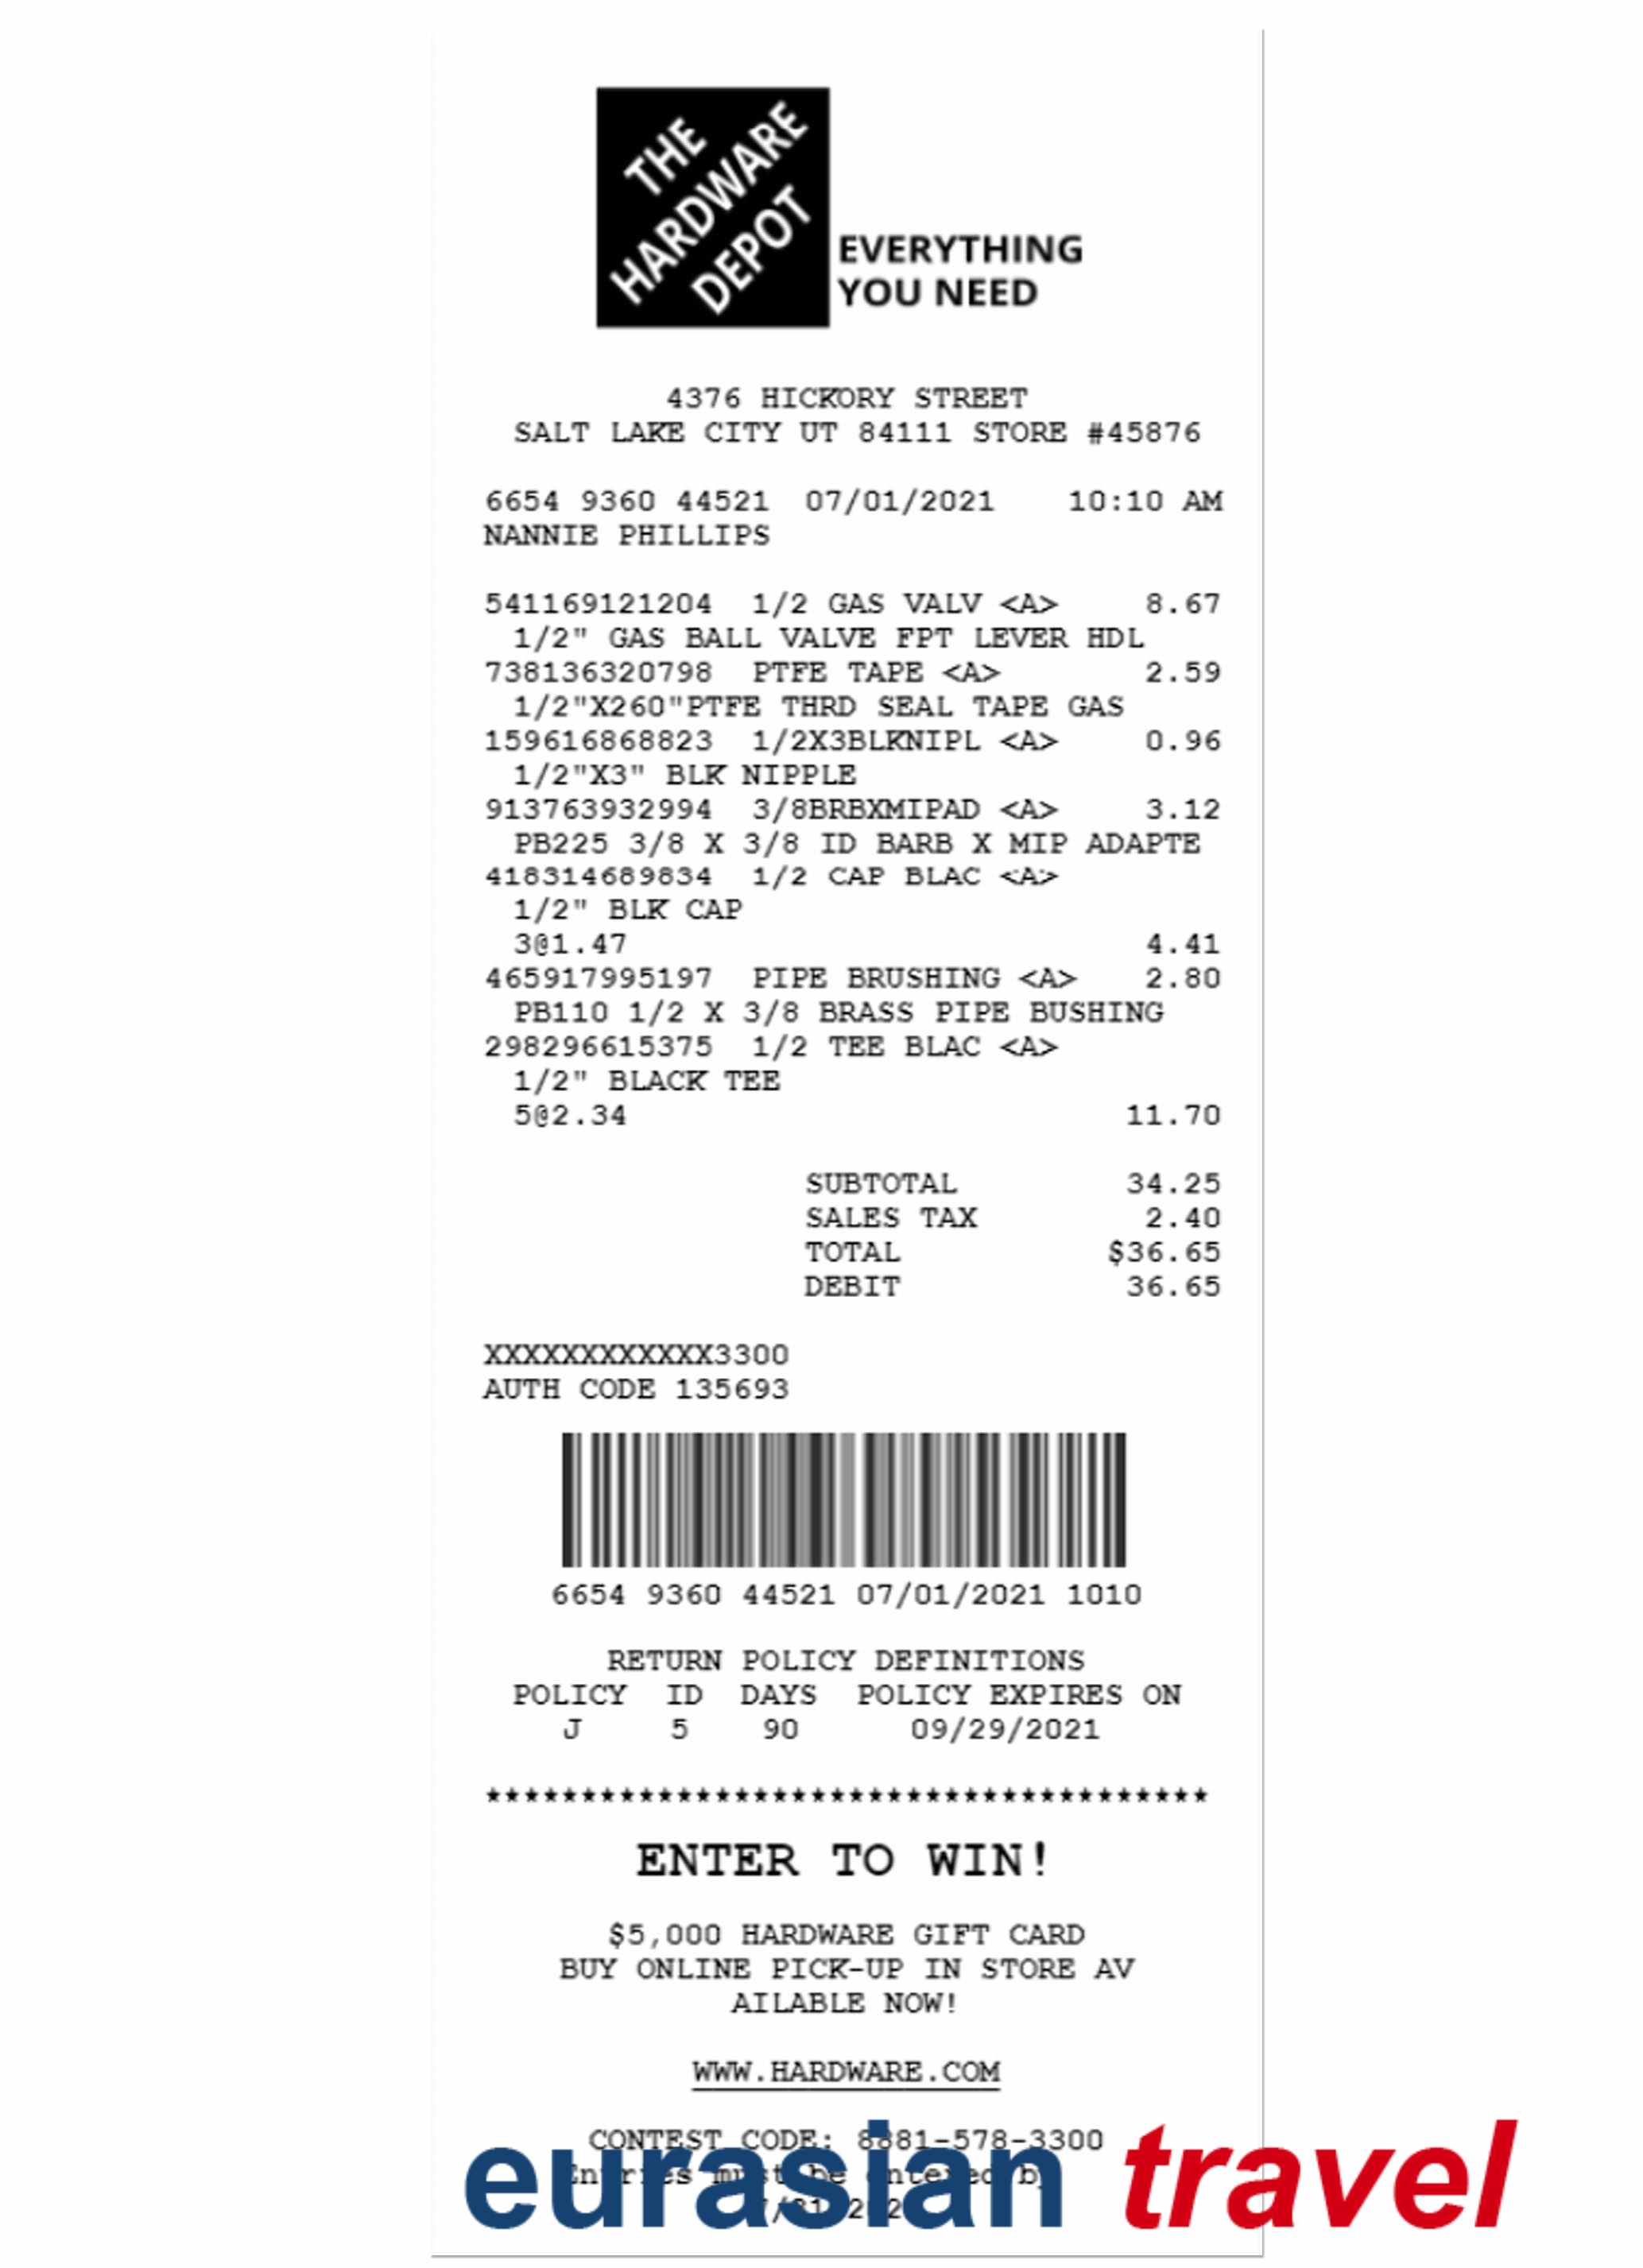 THE
HARDWARE
DEPOT
EVERYTHING
YOU NEED
4376 HICKORY STREET
SALT LAKE CITY UT 84111 STORE #45876
6654 9360 44521 07/01/2021 10:10 AM
NANNIE PHILLIPS
541169121204 1/2 GAS VALV <A> 8.67
1/2" GAS BALL VALVE FPT LEVER HDL
738136320798 PTFE TAPE <A> 2.59
1/2"X260"PTFE THRD SEAL TAPE GAS
159616868823 1/2X3BLKNIPL <A> 0.96
1/2"X3" BLK NIPPLE
913763932994 3/8BRBXMIPAD <A> 3.12
PB225 3/8 X 3/8 ID BARB X MIP ADAPTE
418314689834 1/2 CAP BLAC <A>
1/2" BLK CAP
3@1.47 4.41
465917995197 PIPE BRUSHING <A> 2.80
PB110 1/2 X 3/8 BRASS PIPE BUSHING
298296615375 1/2 TEE BLAC <A>
1/2" BLACK TEE
5@2.34 11.70
SUBTOTAL 34.25
SALES TAX 2.40
TOTAL $36.65
DEBIT 36.65
XXXXXXXXXXXX3300
AUTH CODE 135693
6654 9360 44521 07/01/2021 1010
RETURN POLICY DEFINITIONS
POLICY ID DAYS POLICY EXPIRES ON
J 5 90 09/29/2021
**************************************
ENTER TO WIN!
$5,000 HARDWARE GIFT CARD
BUY ONLINE PICK-UP IN STORE AV
AILABLE NOW!
WWW.HARDWARE.COM
CONTEST CODE: 8881-578-3300
Entries must be entered by
eurasian travel